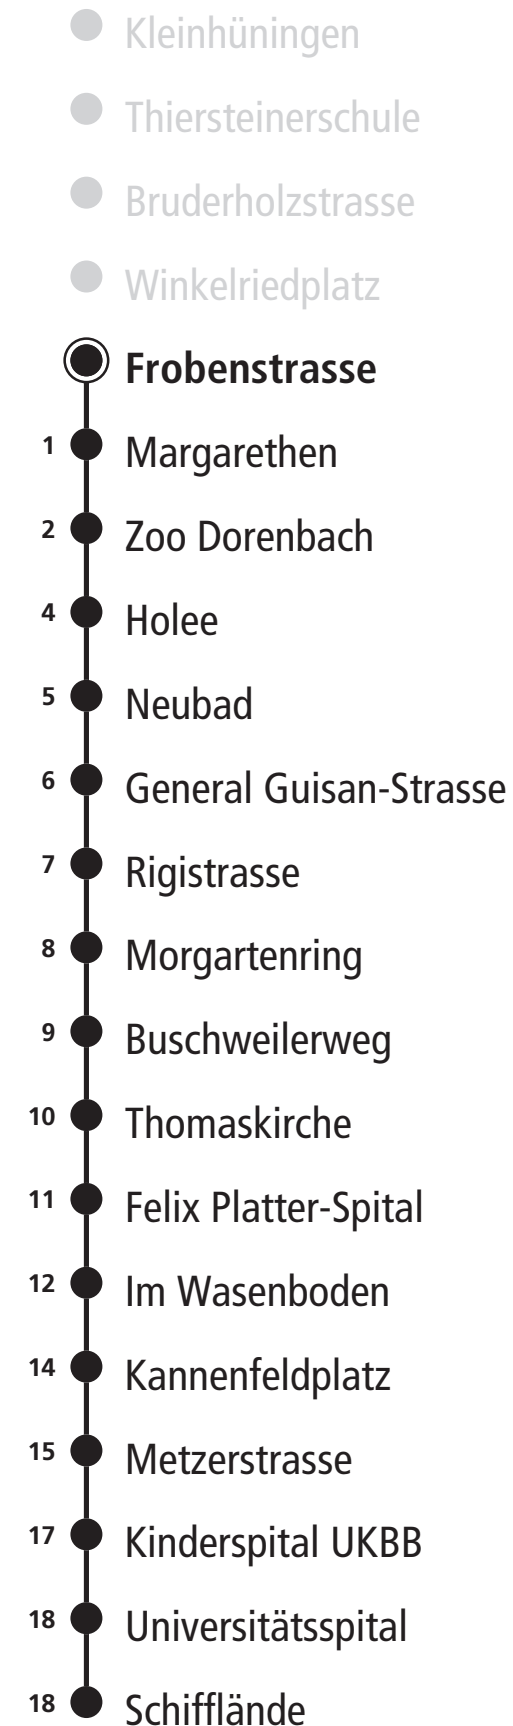 Kleinhüningen
Thiersteinerschule
Bruderholzstrasse
Winkelriedplatz
Frobenstrasse
1 Margarethen
2 Zoo Dorenbach
4 Holee
5 Neubad
6 General Guisan-Strasse
7 Rigistrasse
8 Morgartenring
9 Buschweilerweg
10 Thomaskirche
11 Felix Platter-Spital
12 Im Wasenboden
14 Kannenfeldplatz
15 Metzerstrasse
17 Kinderspital UKBB
18 Universitätsspital
18 Schifflände